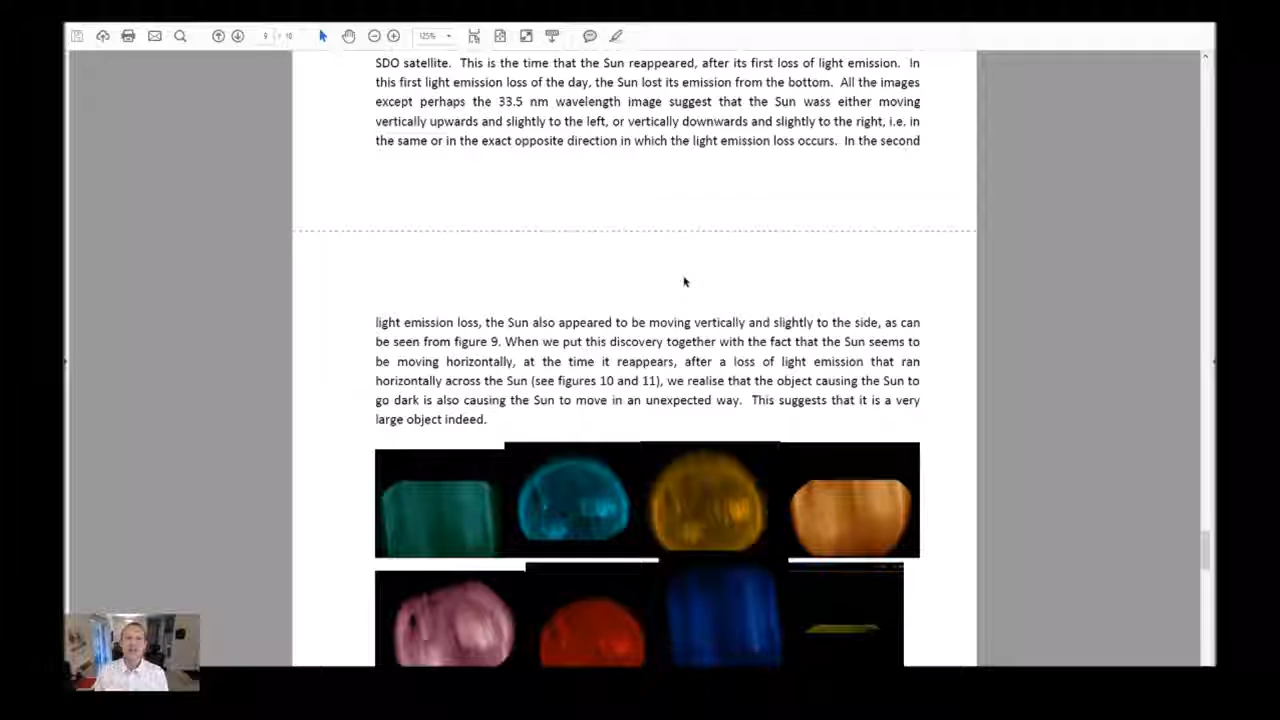 9 / 10 125%
SDO satellite. This is the time that the Sun reappeared, after its first loss of light emission. In
this first light emission loss of the day, the Sun lost its emission from the bottom. All the images
except perhaps the 33.5 nm wavelength image suggest that the Sun wass either moving
vertically upwards and slightly to the left, or vertically downwards and slightly to the right, i.e. in
the same or in the exact opposite direction in which the light emission loss occurs. In the second
light emission loss, the Sun also appeared to be moving vertically and slightly to the side, as can
be seen from figure 9. When we put this discovery together with the fact that the Sun seems to
be moving horizontally, at the time it reappears, after a loss of light emission that ran
horizontally across the Sun (see figures 10 and 11), we realise that the object causing the Sun to
go dark is also causing the Sun to move in an unexpected way. This suggests that it is a very
large object indeed.